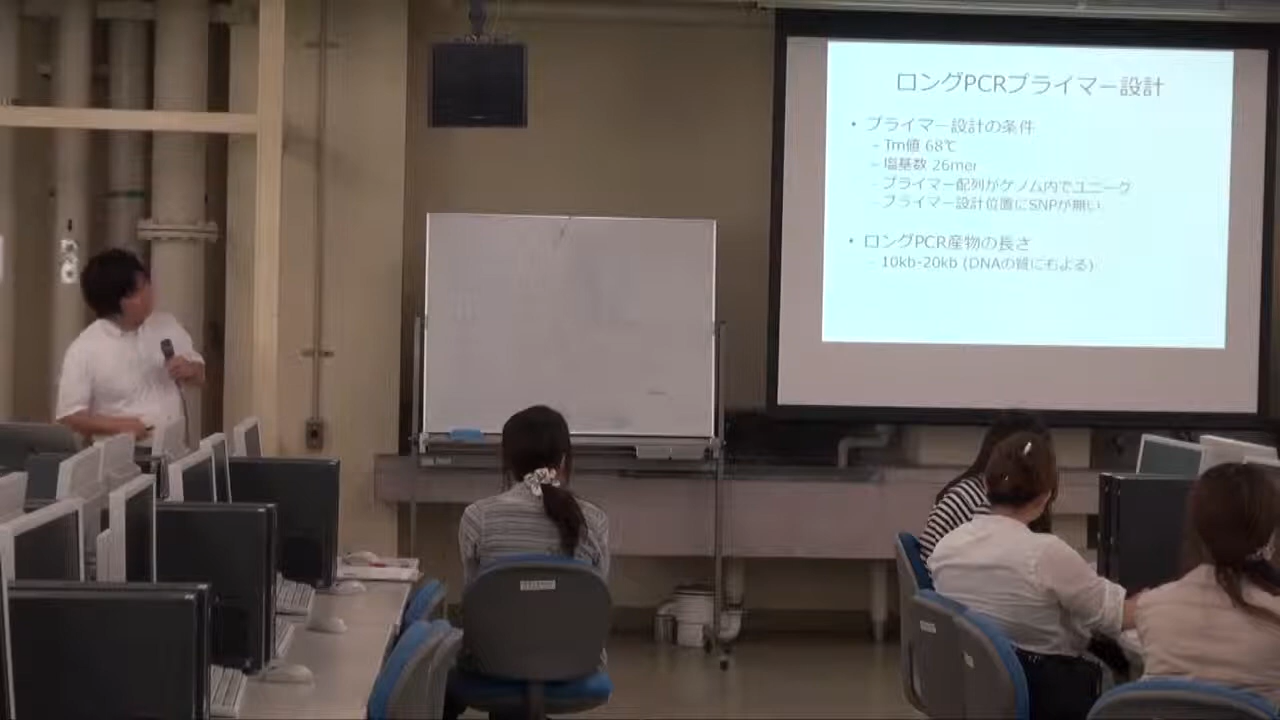 ロングPCRプライマー設計
• プライマー設計の条件
– Tm値 68℃
– 塩基数 26mer
– プライマー配列がゲノム内でユニーク
– プライマー設計位置にSNPが無い
• ロングPCR産物の長さ
– 10kb-20kb (DNAの質にもよる)